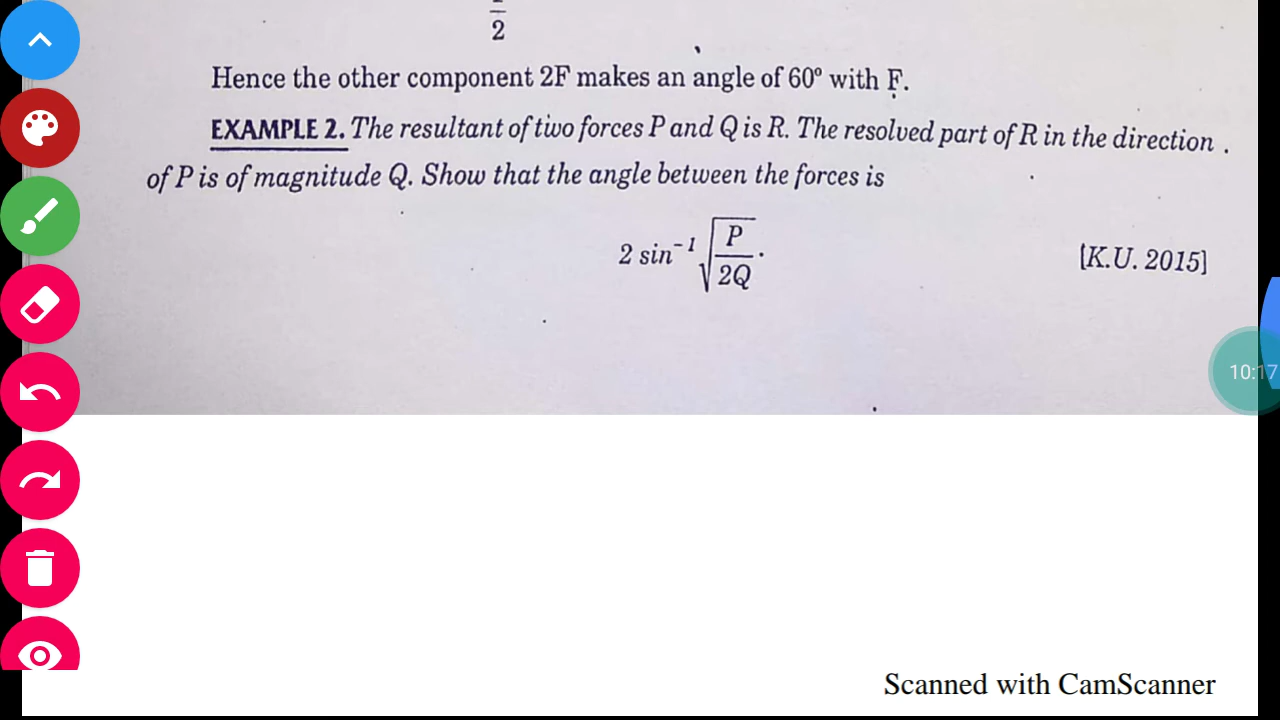 2
Hence the other component 2F makes an angle of 60° with F.
EXAMPLE 2. The resultant of two forces P and Q is R. The resolved part of R in the direction
of P is of magnitude Q. Show that the angle between the forces is
2 sin⁻¹ √(P/2Q).
[K.U. 2015]
10:17
Scanned with CamScanner